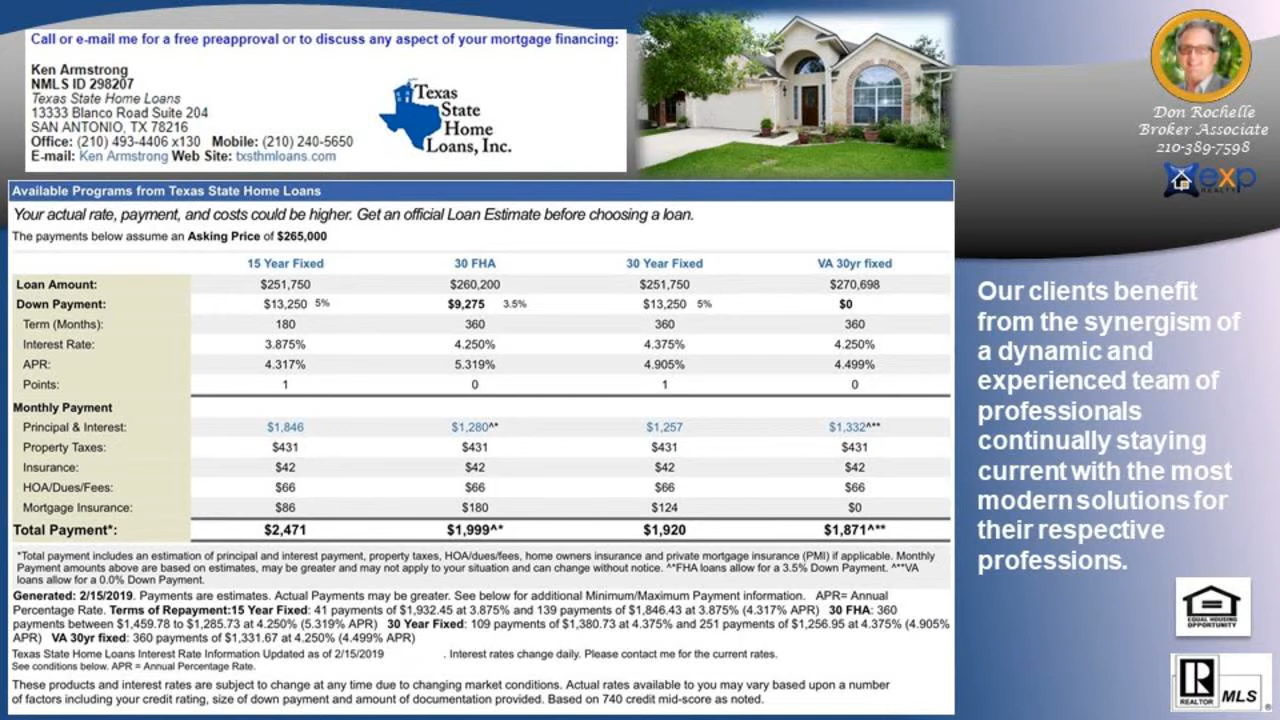 Call or e-mail me for a free preapproval or to discuss any aspect of your mortgage financing:
Ken Armstrong
NMLS ID 298207
Texas State Home Loans
13333 Blanco Road Suite 204
SAN ANTONIO, TX 78216
Office: (210) 493-4406 x130 Mobile: (210) 240-5650
E-mail: Ken Armstrong Web Site: txsthmloans.com
Texas
State
Home
Loans, Inc.
Don Rochelle
Broker Associate
210-389-7598
exp
REALTY
Available Programs from Texas State Home Loans
Your actual rate, payment, and costs could be higher. Get an official Loan Estimate before choosing a loan.
The payments below assume an Asking Price of $265,000
15 Year Fixed 30 FHA 30 Year Fixed VA 30yr fixed
Loan Amount: $251,750 $260,200 $251,750 $270,698
Down Payment: $13,250 5% $9,275 3.5% $13,250 5% $0
Term (Months): 180 360 360 360
Interest Rate: 3.875% 4.250% 4.375% 4.250%
APR: 4.317% 5.319% 4.905% 4.499%
Points: 1 0 1 0
Monthly Payment
Principal & Interest: $1,846 $1,280^* $1,257 $1,332^**
Property Taxes: $431 $431 $431 $431
Insurance: $42 $42 $42 $42
HOA/Dues/Fees: $66 $66 $66 $66
Mortgage Insurance: $86 $180 $124 $0
Total Payment*: $2,471 $1,999^* $1,920 $1,871^**
*Total payment includes an estimation of principal and interest payment, property taxes, HOA/dues/fees, home owners insurance and private mortgage insurance (PMI) if applicable. Monthly
Payment amounts above are based on estimates, may be greater and may not apply to your situation and can change without notice. ^*FHA loans allow for a 3.5% Down Payment. ^**VA
loans allow for a 0.0% Down Payment.
Generated: 2/15/2019. Payments are estimates. Actual Payments may be greater. See below for additional Minimum/Maximum Payment information. APR= Annual
Percentage Rate. Terms of Repayment:15 Year Fixed: 41 payments of $1,932.45 at 3.875% and 139 payments of $1,846.43 at 3.875% (4.317% APR) 30 FHA: 360
payments between $1,459.78 to $1,285.73 at 4.250% (5.319% APR) 30 Year Fixed: 109 payments of $1,380.73 at 4.375% and 251 payments of $1,256.95 at 4.375% (4.905%
APR) VA 30yr fixed: 360 payments of $1,331.67 at 4.250% (4.499% APR)
Texas State Home Loans Interest Rate Information Updated as of 2/15/2019 . Interest rates change daily. Please contact me for the current rates.
See conditions below. APR = Annual Percentage Rate.
These products and interest rates are subject to change at any time due to changing market conditions. Actual rates available to you may vary based upon a number
of factors including your credit rating, size of down payment and amount of documentation provided. Based on 740 credit mid-score as noted.
Our clients benefit
from the synergism of
a dynamic and
experienced team of
professionals
continually staying
current with the most
modern solutions for
their respective
professions.
EQUAL HOUSING
OPPORTUNITY
R
REALTOR
MLS
®